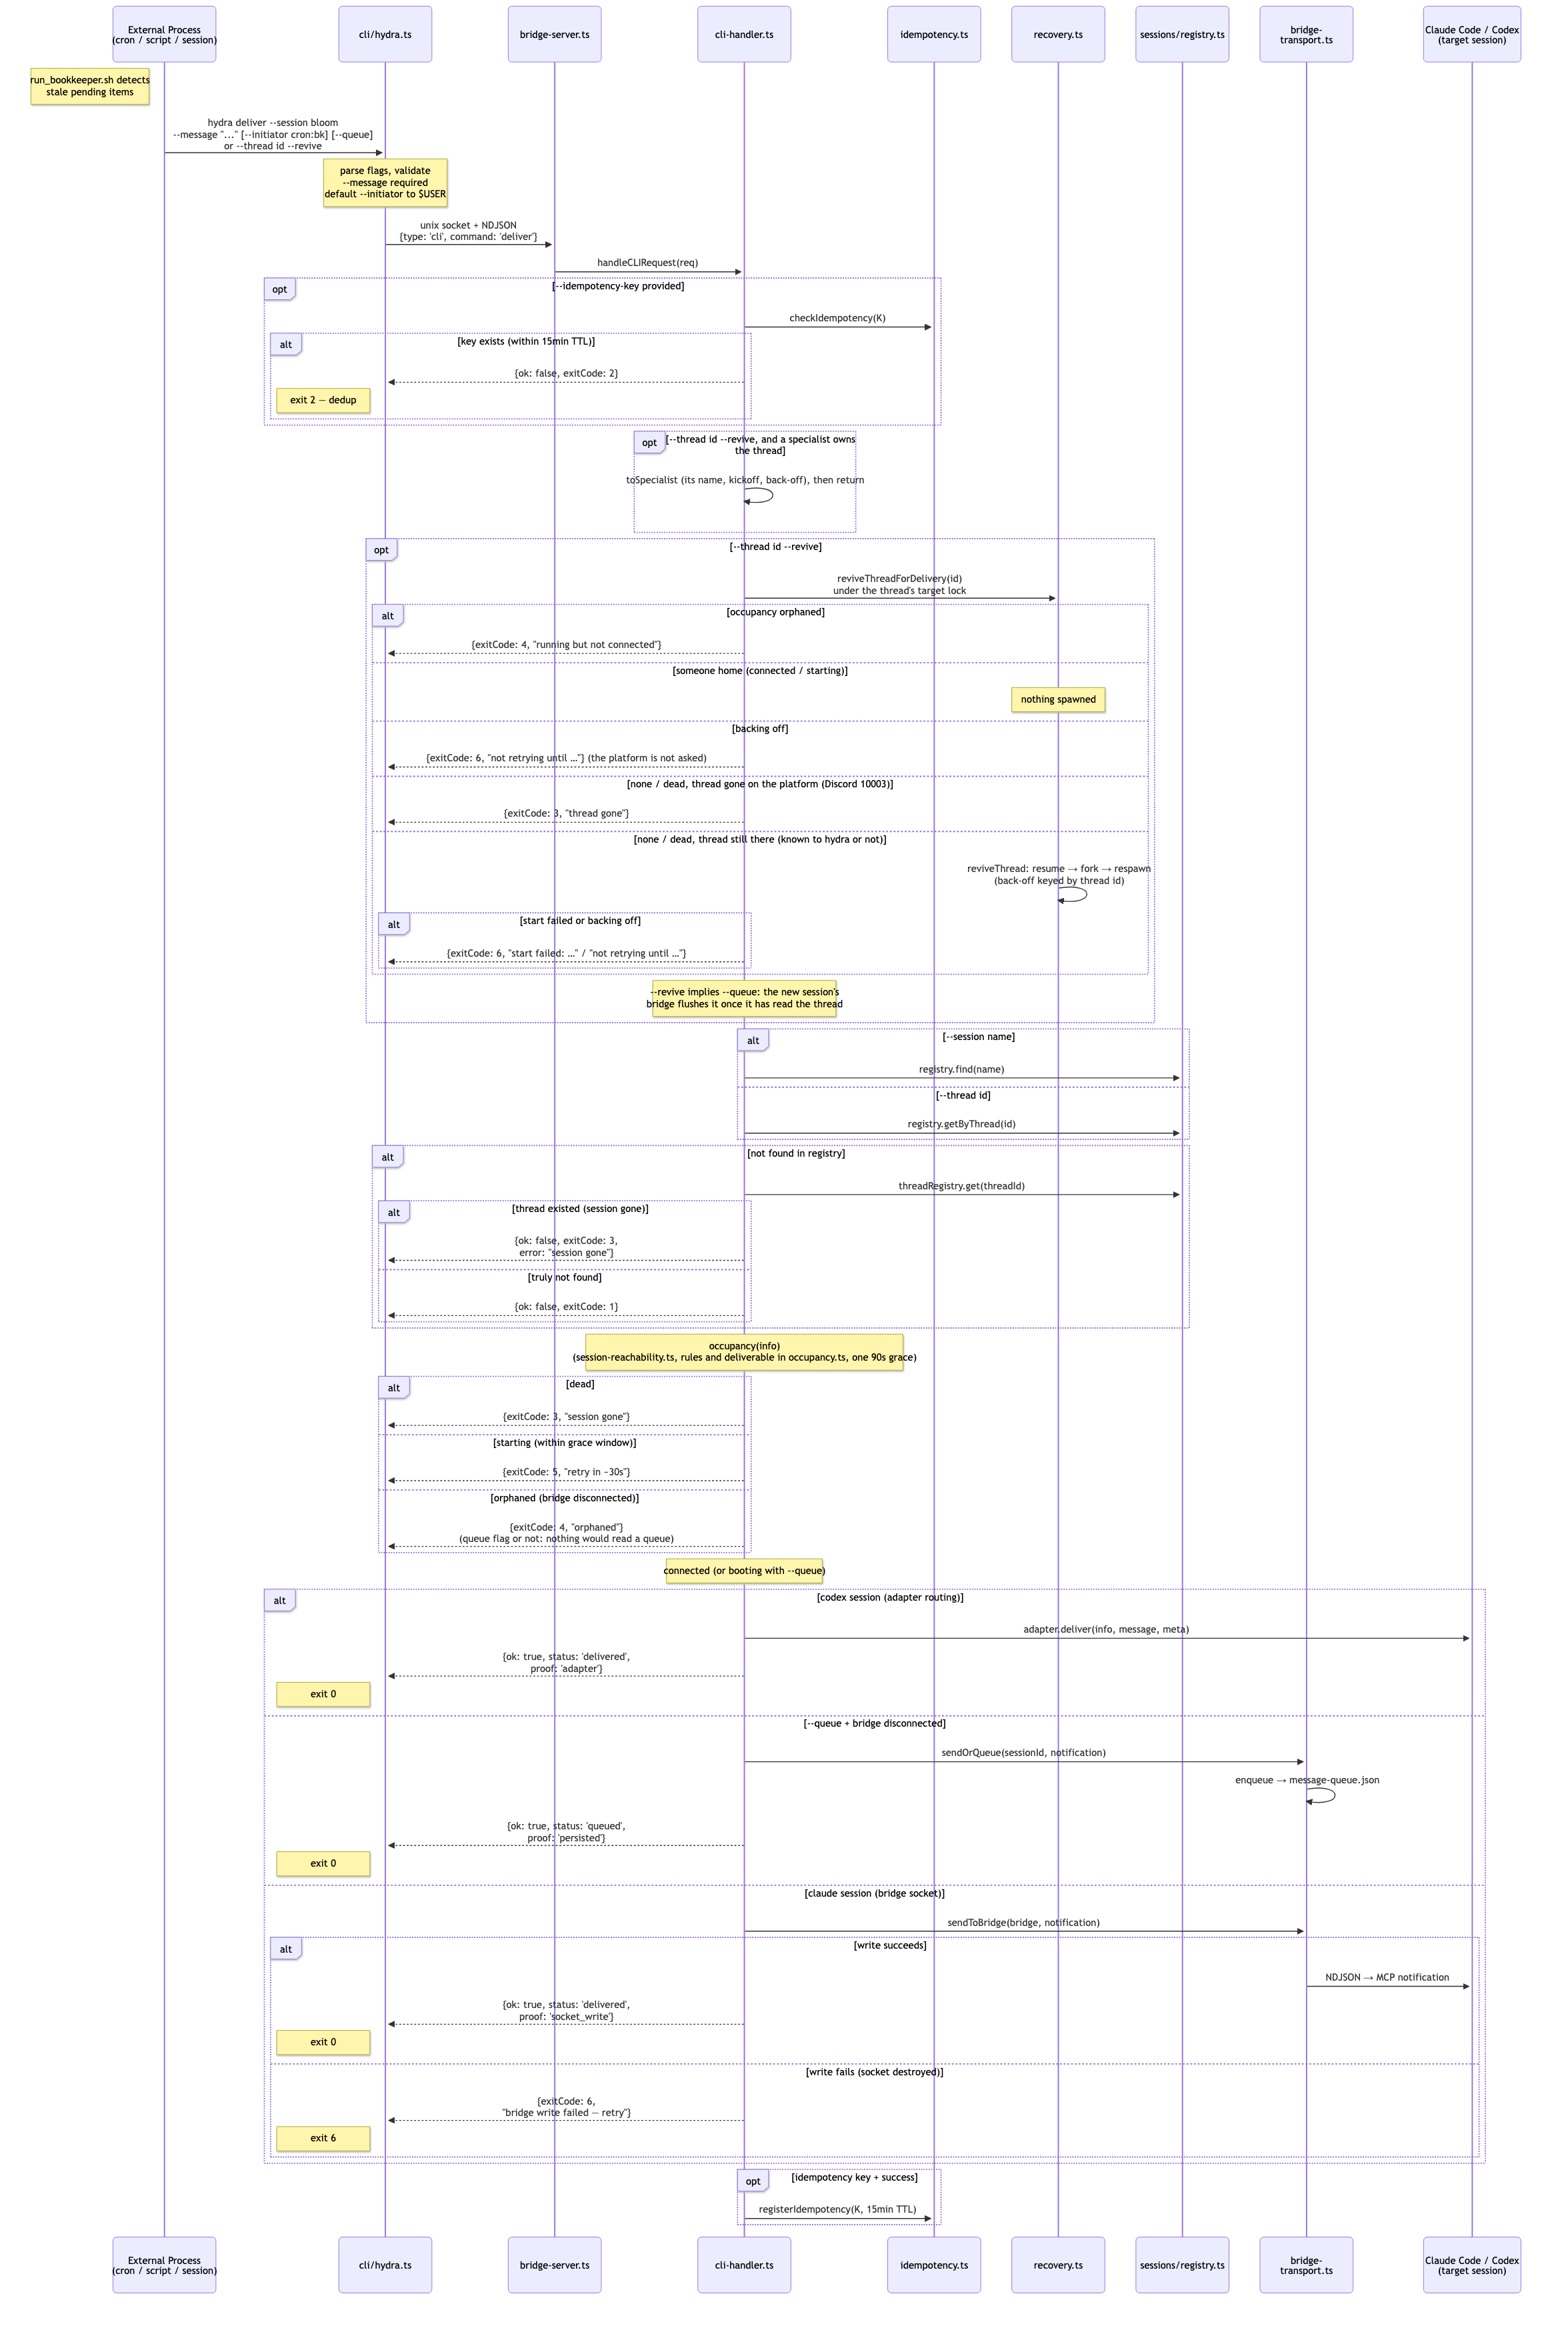 External Process
(cron / script / session)
cli/hydra.ts
bridge-server.ts
cli-handler.ts
idempotency.ts
recovery.ts
sessions/registry.ts
bridge-
transport.ts
Claude Code / Codex
(target session)
run_bookkeeper.sh detects
stale pending items
hydra deliver --session bloom
--message "..." [--initiator cron:bk] [--queue]
or --thread id --revive
parse flags, validate
--message required
default --initiator to $USER
unix socket + NDJSON
{type: 'cli', command: 'deliver'}
handleCLIRequest(req)
opt
[--idempotency-key provided]
checkIdempotency(K)
alt
[key exists (within 15min TTL)]
{ok: false, exitCode: 2}
exit 2 — dedup
opt
[--thread id --revive, and a specialist owns
the thread]
toSpecialist (its name, kickoff, back-off), then return
opt
[--thread id --revive]
reviveThreadForDelivery(id)
under the thread's target lock
alt
[occupancy orphaned]
{exitCode: 4, "running but not connected"}
[someone home (connected / starting)]
nothing spawned
[backing off]
{exitCode: 6, "not retrying until …"} (the platform is not asked)
[none / dead, thread gone on the platform (Discord 10003)]
{exitCode: 3, "thread gone"}
[none / dead, thread still there (known to hydra or not)]
reviveThread: resume → fork → respawn
(back-off keyed by thread id)
alt
[start failed or backing off]
{exitCode: 6, "start failed: …" / "not retrying until …"}
--revive implies --queue: the new session's
bridge flushes it once it has read the thread
alt
[--session name]
registry.find(name)
[--thread id]
registry.getByThread(id)
alt
[not found in registry]
threadRegistry.get(threadId)
alt
[thread existed (session gone)]
{ok: false, exitCode: 3,
error: "session gone"}
[truly not found]
{ok: false, exitCode: 1}
occupancy(info)
(session-reachability.ts, rules and deliverable in occupancy.ts, one 90s grace)
alt
[dead]
{exitCode: 3, "session gone"}
[starting (within grace window)]
{exitCode: 5, "retry in ~30s"}
[orphaned (bridge disconnected)]
{exitCode: 4, "orphaned"}
(queue flag or not: nothing would read a queue)
connected (or booting with --queue)
alt
[codex session (adapter routing)]
adapter.deliver(info, message, meta)
{ok: true, status: 'delivered',
proof: 'adapter'}
exit 0
[--queue + bridge disconnected]
sendOrQueue(sessionId, notification)
enqueue → message-queue.json
{ok: true, status: 'queued',
proof: 'persisted'}
exit 0
[claude session (bridge socket)]
sendToBridge(bridge, notification)
alt
[write succeeds]
NDJSON → MCP notification
{ok: true, status: 'delivered',
proof: 'socket_write'}
exit 0
[write fails (socket destroyed)]
{exitCode: 6,
"bridge write failed — retry"}
exit 6
opt
[idempotency key + success]
registerIdempotency(K, 15min TTL)
External Process
(cron / script / session)
cli/hydra.ts
bridge-server.ts
cli-handler.ts
idempotency.ts
recovery.ts
sessions/registry.ts
bridge-
transport.ts
Claude Code / Codex
(target session)